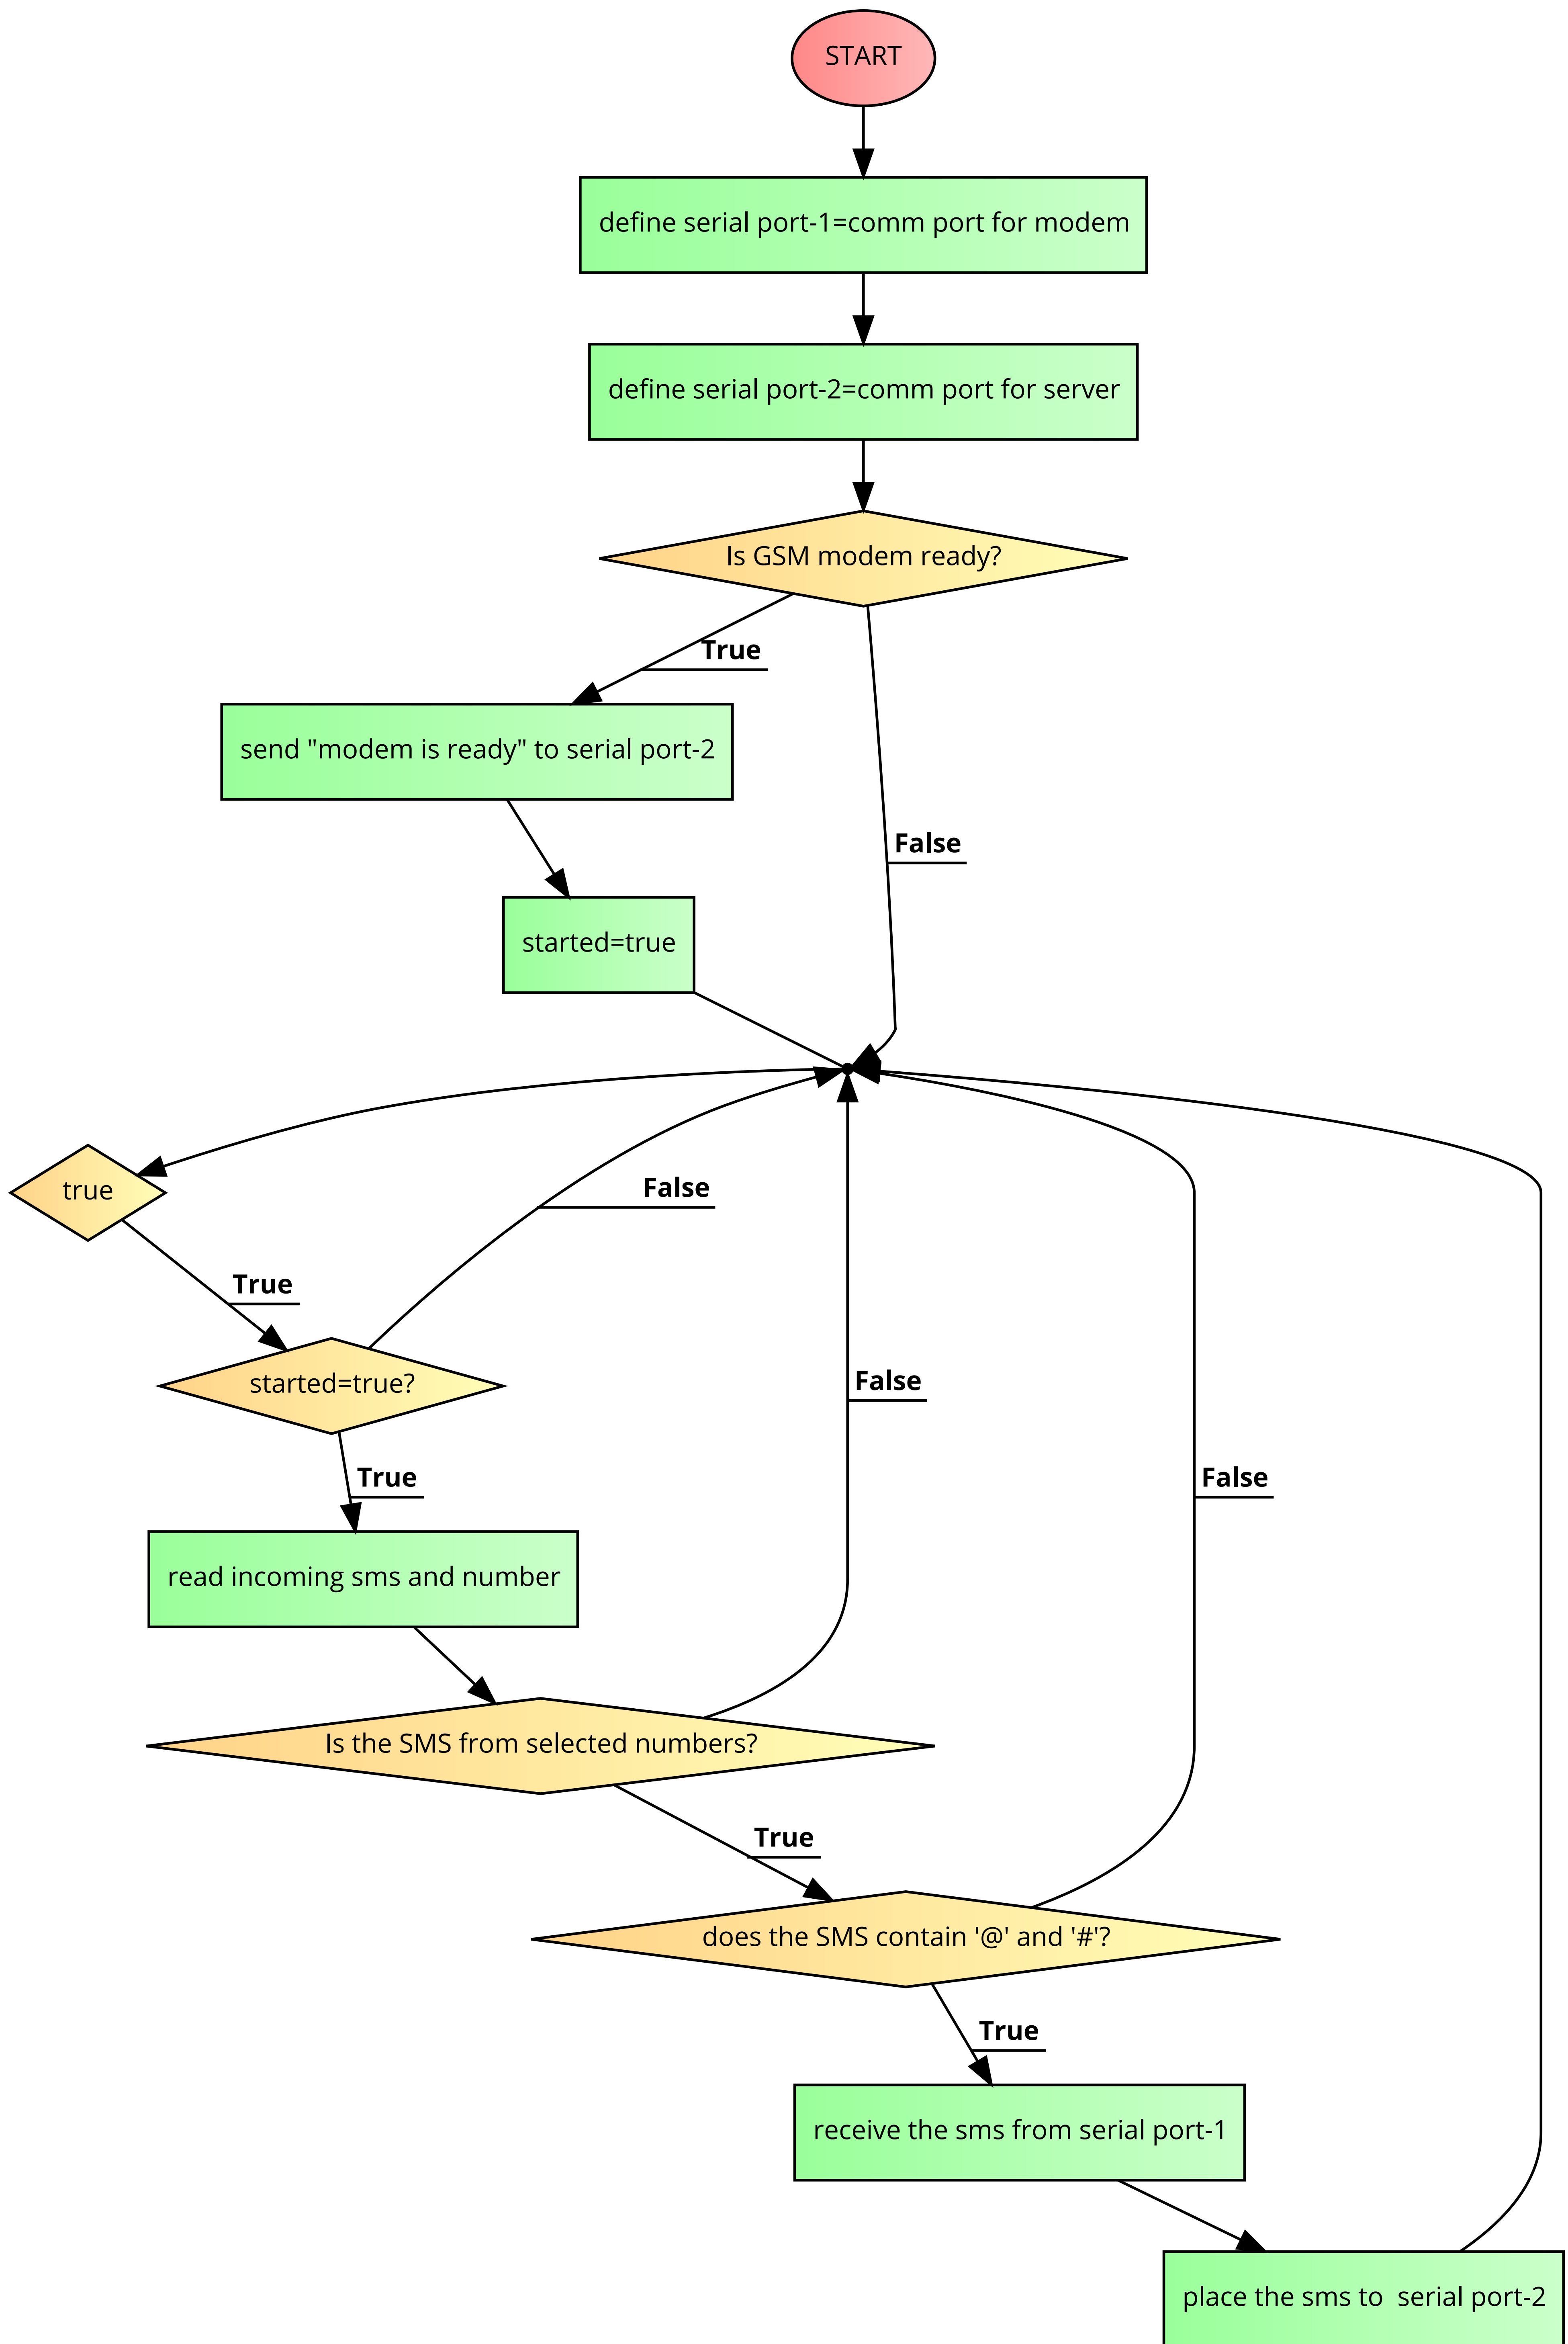 START
define serial port-1=comm port for modem
define serial port-2=comm port for server
Is GSM modem ready?
True
send "modem is ready" to serial port-2
False
started=true
true
False
True
started=true?
False
True
False
read incoming sms and number
Is the SMS from selected numbers?
True
does the SMS contain '@' and '#'?
True
receive the sms from serial port-1
place the sms to  serial port-2